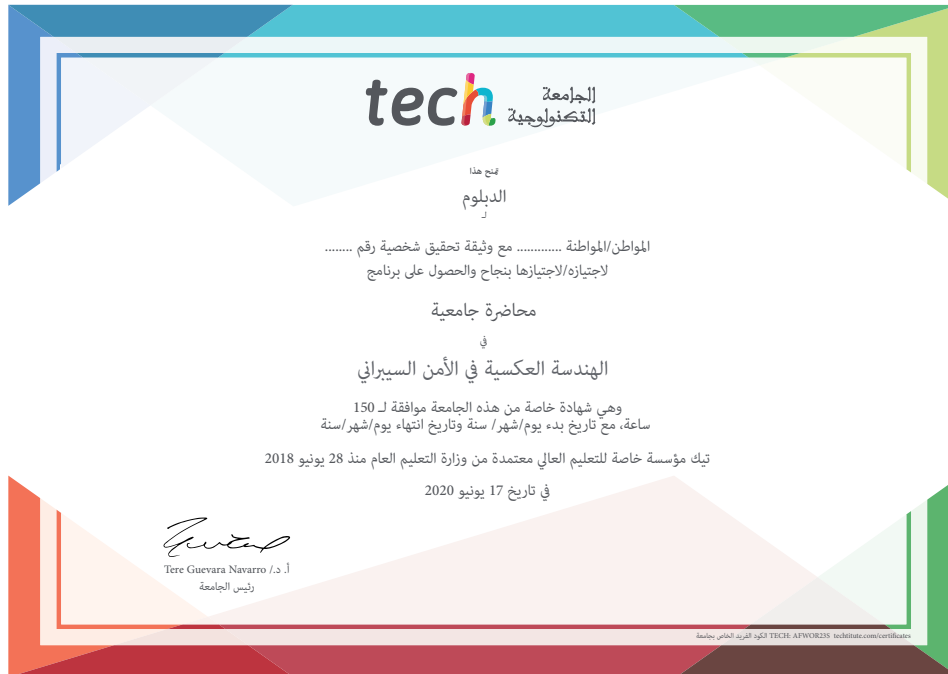 tech الجامعة التكنولوجية
تمنح هذا
الدبلوم
لـ
المواطن/المواطنة ............. مع وثيقة تحقيق شخصية رقم ........
لاجتيازه/لاجتيازها بنجاح والحصول على برنامج
محاضرة جامعية
في
الهندسة العكسية في الأمن السيبراني
وهي شهادة خاصة من هذه الجامعة موافقة لـ 150
ساعة، مع تاريخ بدء يوم/شهر/ سنة وتاريخ انتهاء يوم/شهر/سنة
تيك مؤسسة خاصة للتعليم العالي معتمدة من وزارة التعليم العام منذ 28 يونيو 2018
في تاريخ 17 يونيو 2020
أ. د./ Tere Guevara Navarro
رئيس الجامعة
الكود الفريد الخاص بجامعة TECH: AFWOR23S techtitute.com/certificates